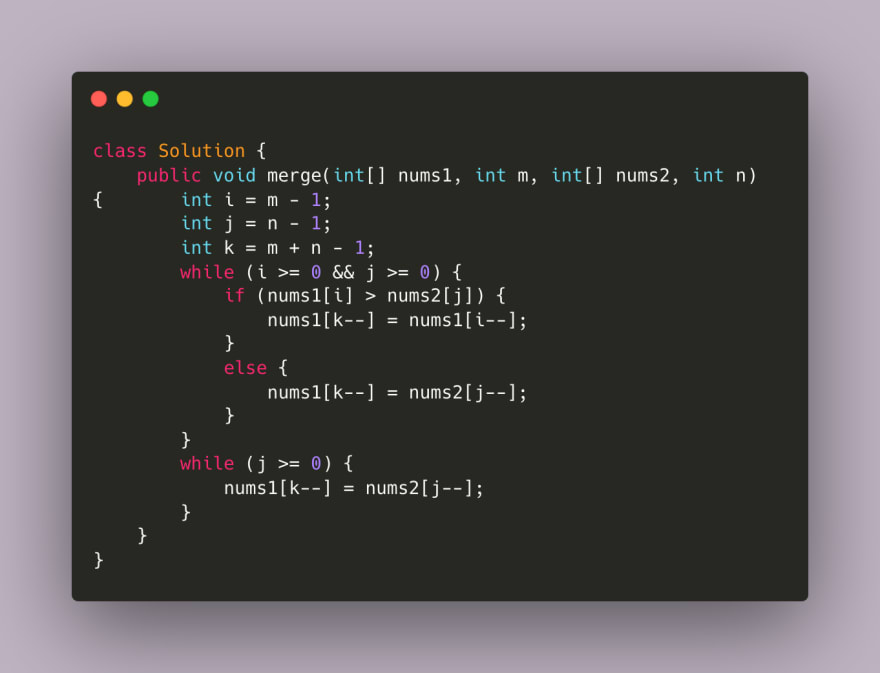 class Solution {
    public void merge(int[] nums1, int m, int[] nums2, int n)
{       int i = m - 1;
        int j = n - 1;
        int k = m + n - 1;
        while (i >= 0 && j >= 0) {
            if (nums1[i] > nums2[j]) {
                nums1[k--] = nums1[i--];
            }
            else {
                nums1[k--] = nums2[j--];
            }
        }
        while (j >= 0) {
            nums1[k--] = nums2[j--];
        }
    }
}